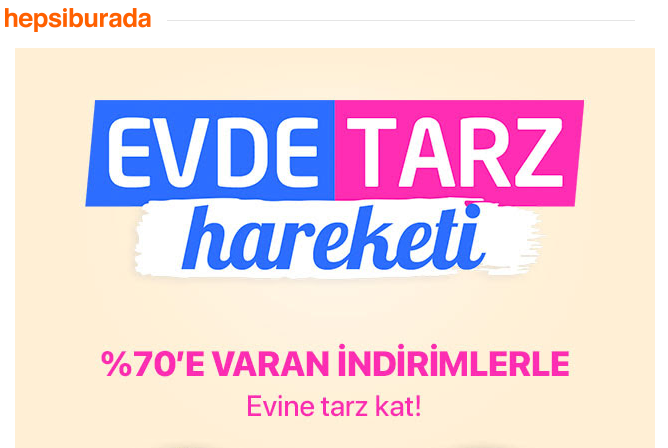 hepsiburada
EVDE TARZ
hareketi
%70'E VARAN İNDİRİMLERLE
Evine tarz kat!